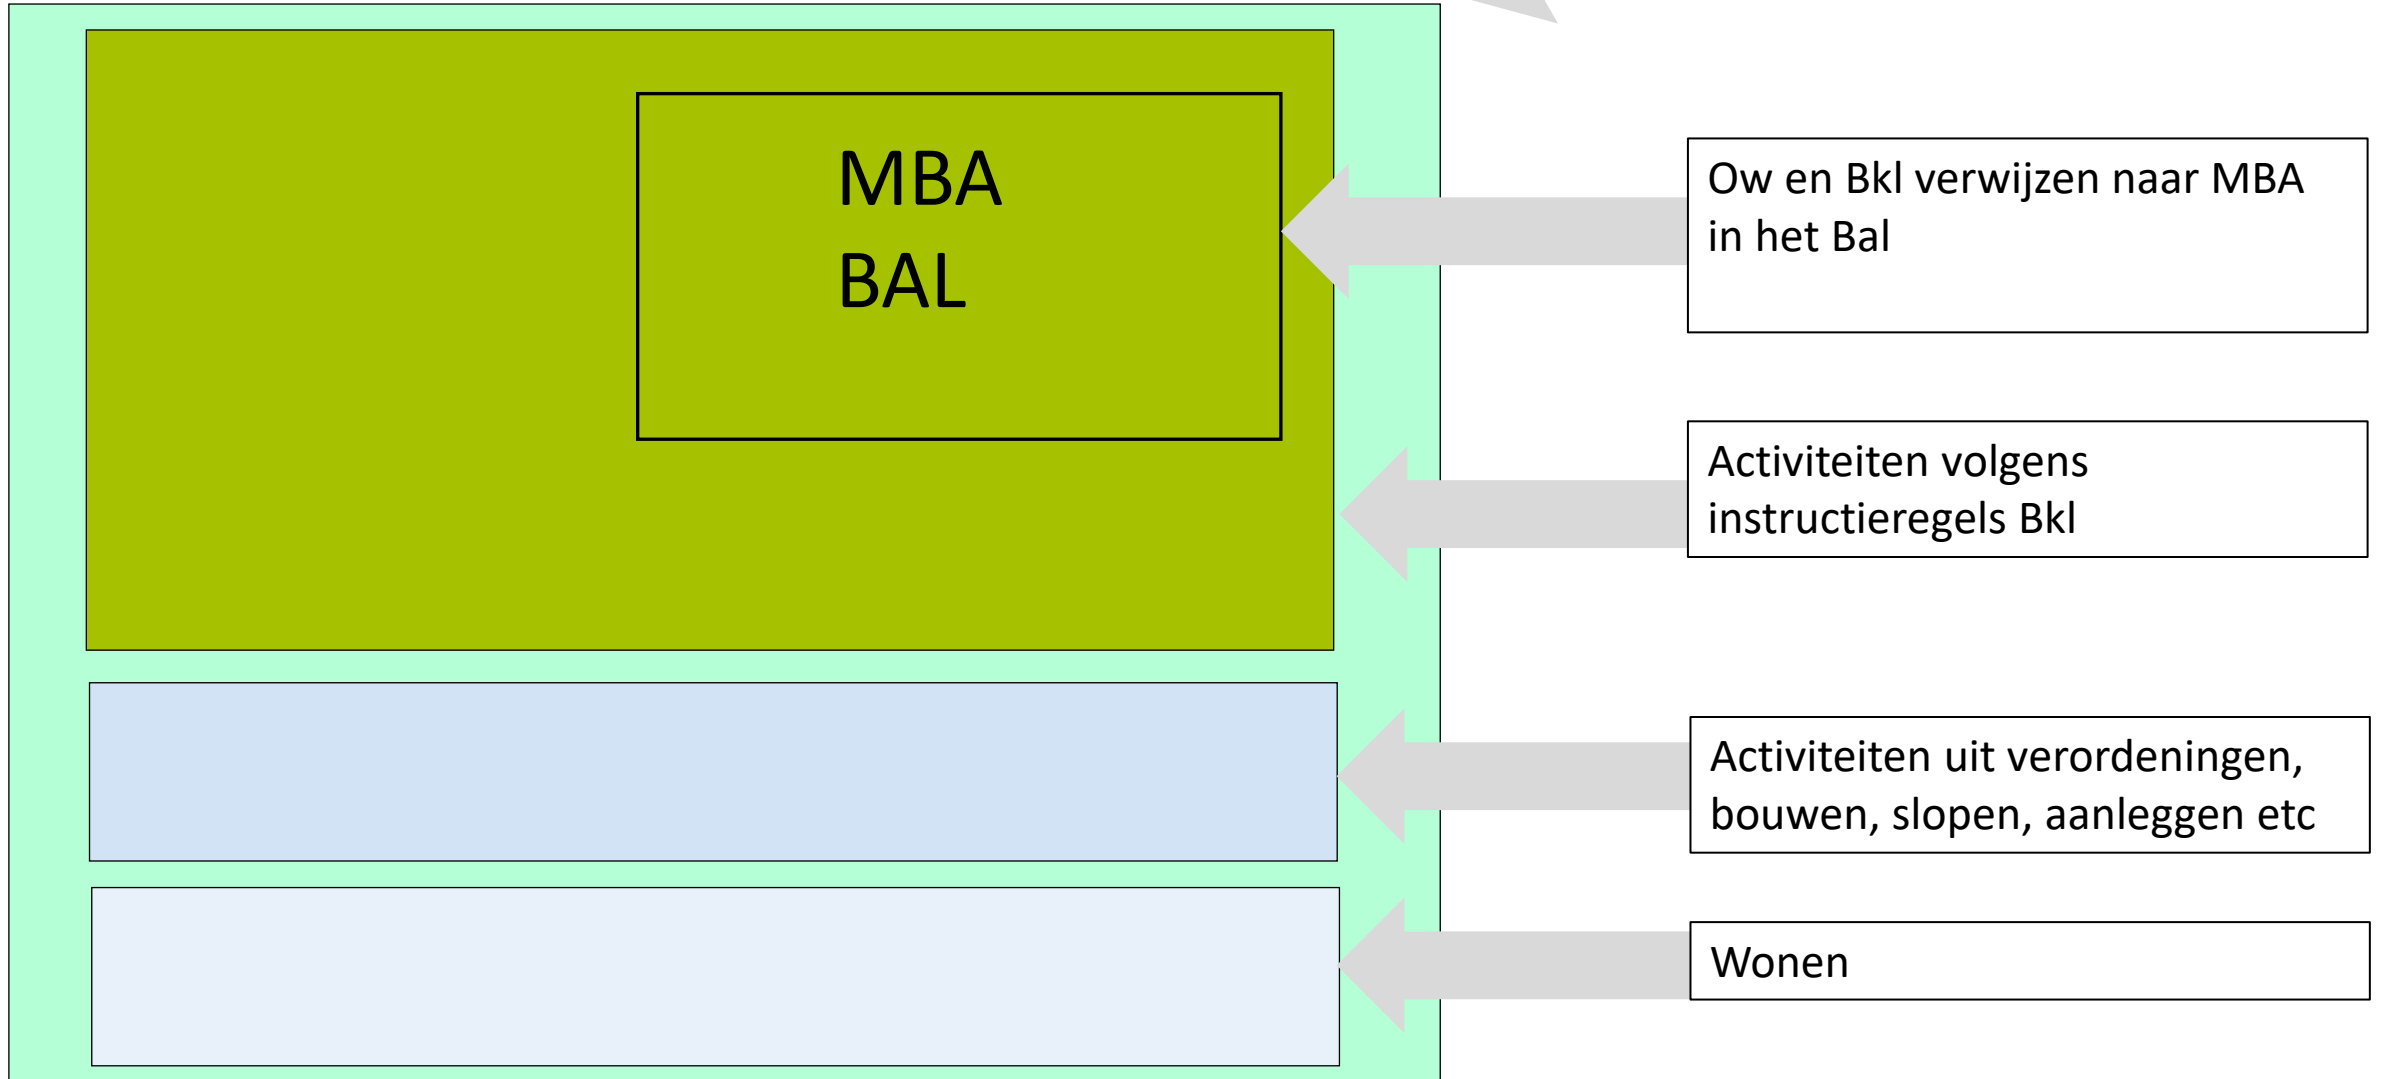 MBA
BAL
Ow en Bkl verwijzen naar MBA
in het Bal
Activiteiten volgens
instructieregels Bkl
Activiteiten uit verordeningen,
bouwen, slopen, aanleggen etc
Wonen